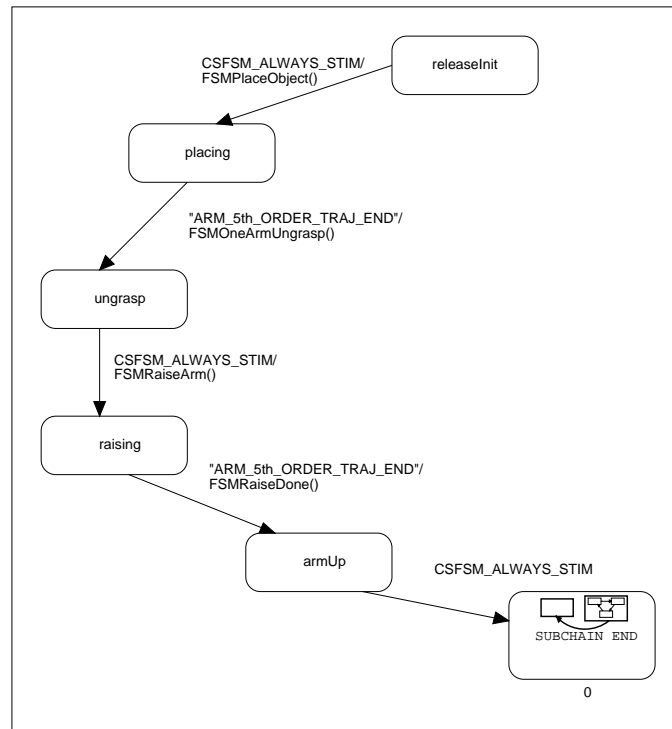 CSFSM_ALWAYS_STIM/
FSMPlaceObject()
releaseInit
placing
"ARM_5th_ORDER_TRAJ_END"/
FSMOneArmUngrasp()
ungrasp
CSFSM_ALWAYS_STIM/
FSMRaiseArm()
raising
"ARM_5th_ORDER_TRAJ_END"/
FSMRaiseDone()
armUp
CSFSM_ALWAYS_STIM
SUBCHAIN END
0